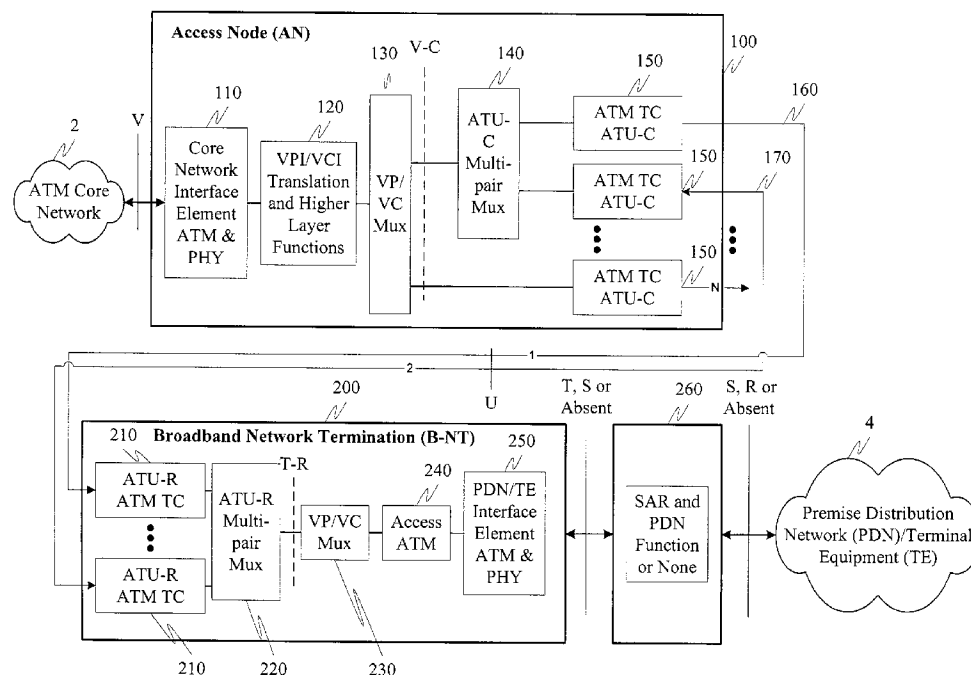 Access Node (AN)
V-C
130
140
150
100
160
110
120
2
V
Core
Network
Interface
Element
ATM &
PHY
VPI/VCI
Translation
and Higher
Layer
Functions
VP/
VC
Mux
ATU-
C
Multi-
pair
Mux
ATM TC
ATU-C
150
170
ATM TC
ATU-C
150
ATM TC
ATU-C
N
ATM Core
Network
1
2
U
200
T, S or
Absent
260
S, R or
Absent
Broadband Network Termination (B-NT)
210
T-R
250
240
4
ATU-R
ATM TC
ATU-R
Multi-
pair
Mux
VP/VC
Mux
Access
ATM
PDN/TE
Interface
Element
ATM &
PHY
SAR and
PDN
Function
or None
Premise Distribution
Network (PDN)/Terminal
Equipment (TE)
ATU-R
ATM TC
210
220
230